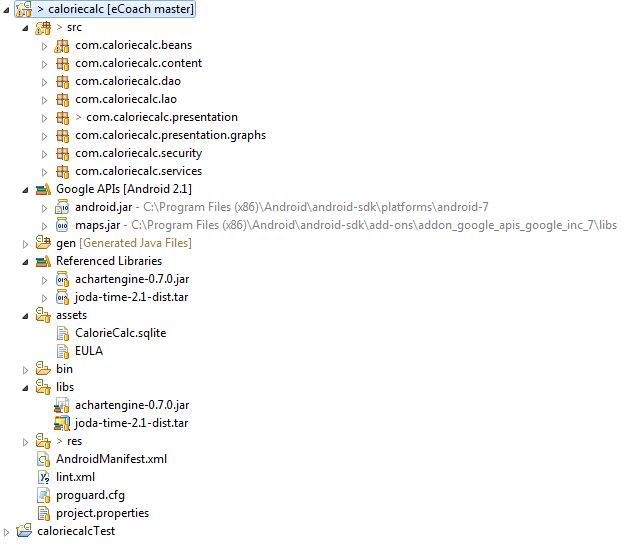 > caloriecalc [eCoach master]
> src
com.caloriecalc.beans
com.caloriecalc.content
com.caloriecalc.dao
com.caloriecalc.lao
> com.caloriecalc.presentation
com.caloriecalc.presentation.graphs
com.caloriecalc.security
com.caloriecalc.services
Google APIs [Android 2.1]
android.jar - C:\Program Files (x86)\Android\android-sdk\platforms\android-7
maps.jar - C:\Program Files (x86)\Android\android-sdk\add-ons\addon_google_apis_google_inc_7\libs
gen [Generated Java Files]
Referenced Libraries
achartengine-0.7.0.jar
joda-time-2.1-dist.tar
assets
CalorieCalc.sqlite
EULA
bin
libs
achartengine-0.7.0.jar
joda-time-2.1-dist.tar
> res
AndroidManifest.xml
lint.xml
proguard.cfg
project.properties
caloriecalcTest